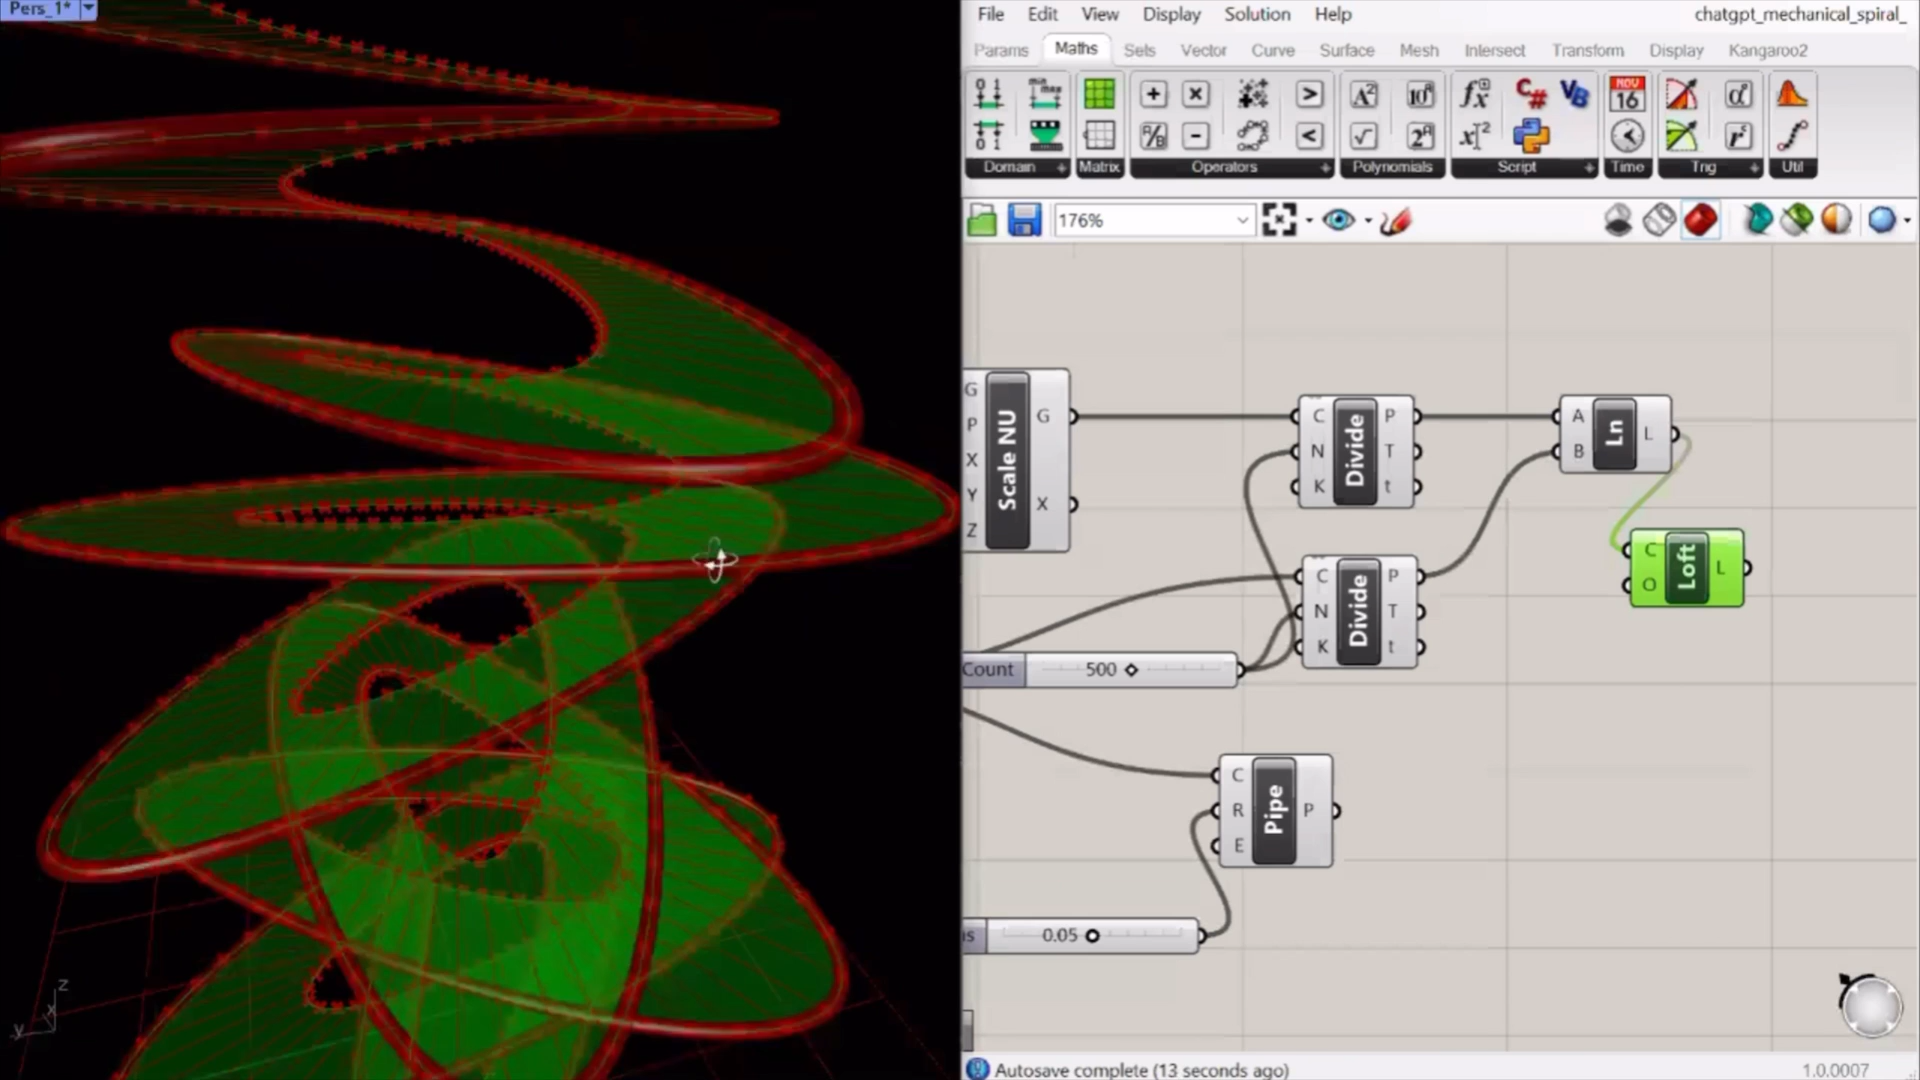 Pers_1*
File Edit View Display Solution Help
chatgpt_mechanical_spiral_
Params Maths Sets Vector Curve Surface Mesh Intersect Transform Display Kangaroo2
Domain Matrix Operators Polynomials Script Time Trig Util
NOV
16
176%
G
P
X
Y
Z
Scale NU
G
X
C
N
K
Divide
P
T
t
A
B
Ln
L
C
O
Loft
L
C
N
K
Divide
P
T
t
Count 500
C
R
E
Pipe
P
0.05
z
x
y
Autosave complete (13 seconds ago)
1.0.0007